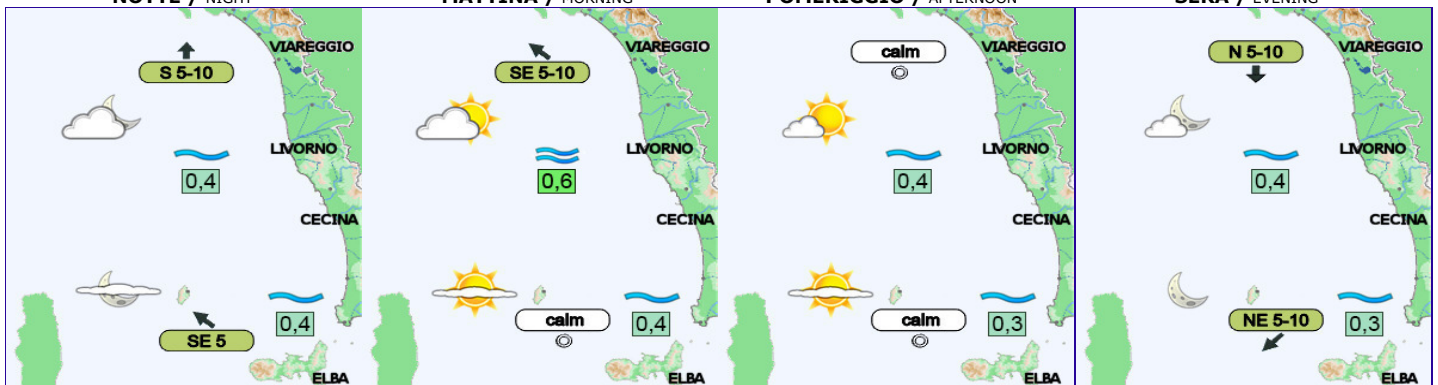 NOTTE / NIGHT
VIAREGGIO
S 5-10
LIVORNO
0,4
CECINA
0,4
SE 5
ELBA
MATTINA / MORNING
VIAREGGIO
SE 5-10
LIVORNO
0,6
CECINA
calm
0,4
ELBA
POMERIGGIO / AFTERNOON
VIAREGGIO
calm
LIVORNO
0,4
CECINA
calm
0,3
ELBA
SERA / EVENING
VIAREGGIO
N 5-10
LIVORNO
0,4
CECINA
NE 5-10
0,3
ELBA